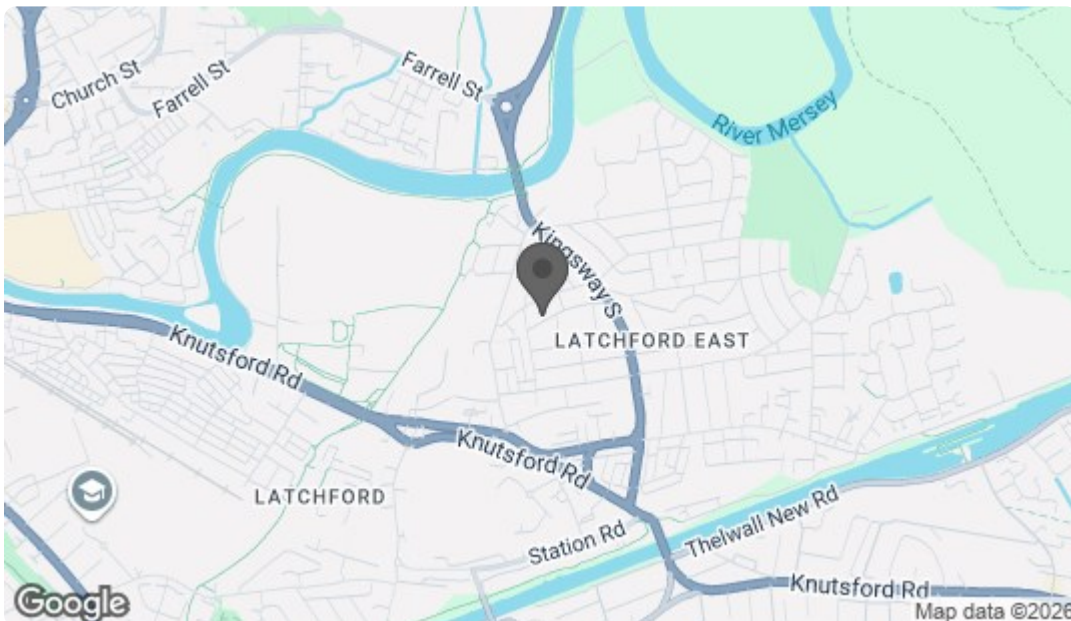 Church St
Farrell St
Farrell St
River Mersey
Kingsway S
LATCHFORD EAST
Knutsford Rd
Knutsford Rd
LATCHFORD
Station Rd
Thelwall New Rd
Knutsford Rd
Google
Map data ©2026